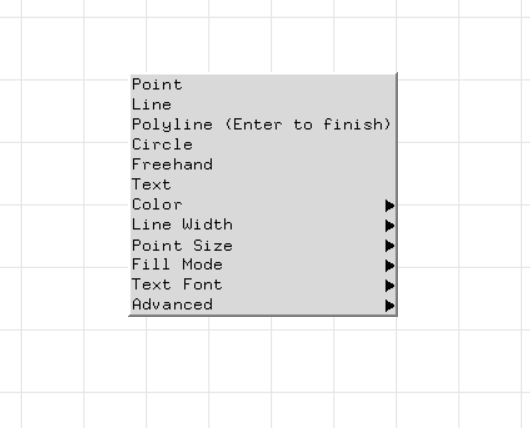 Point
Line
Polyline (Enter to finish)
Circle
Freehand
Text
Color
Line Width
Point Size
Fill Mode
Text Font
Advanced